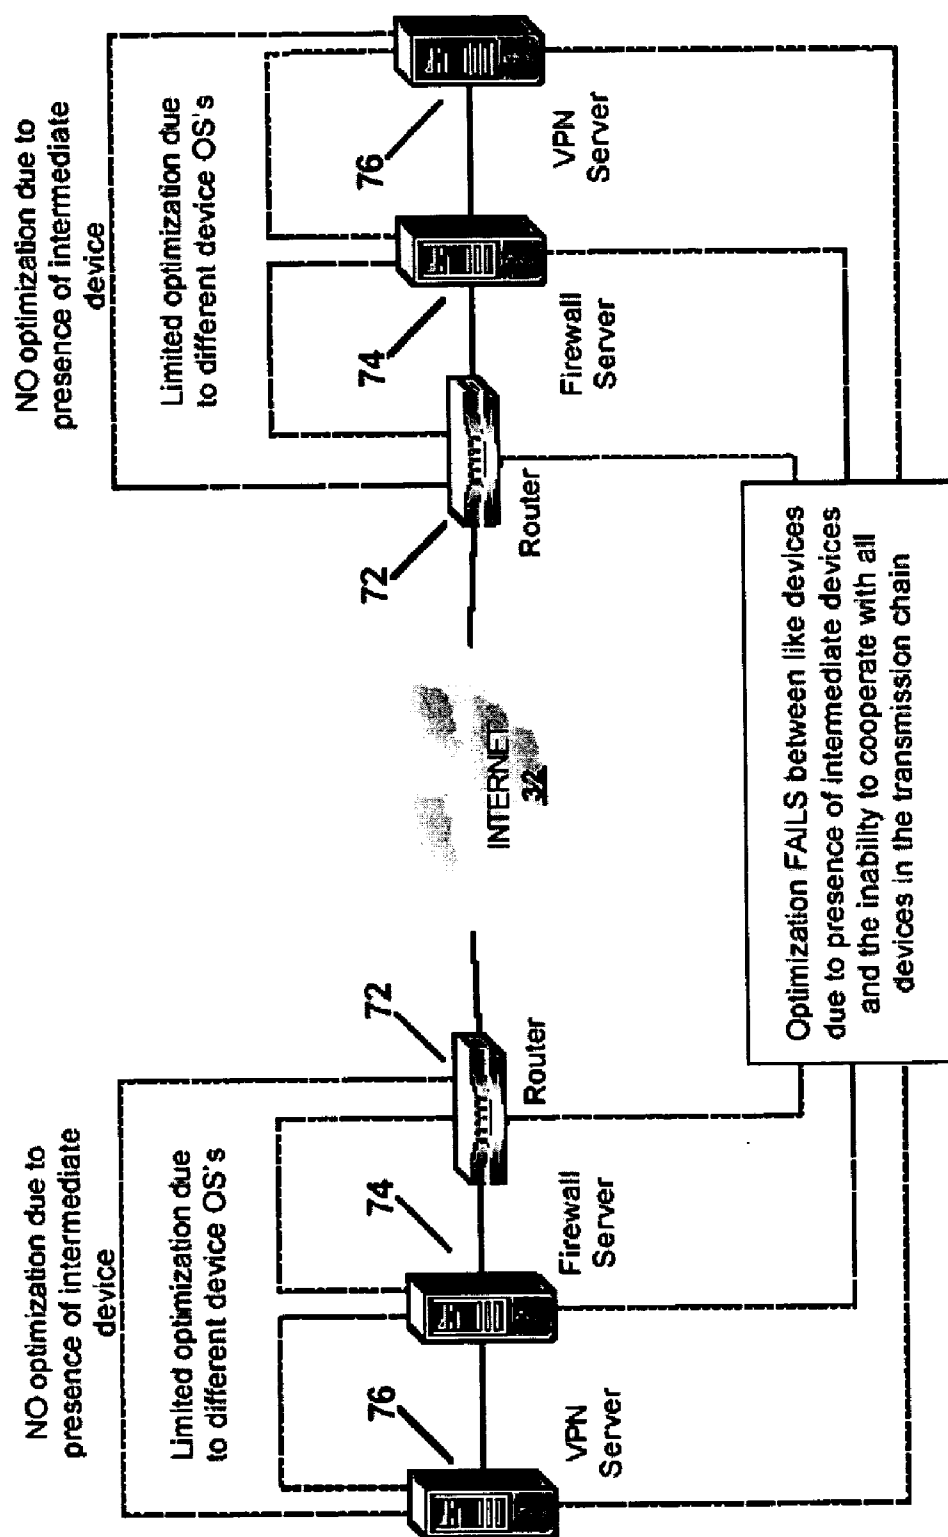 NO optimization due to
presence of intermediate
device
Limited optimization due
to different device OS's
76
VPN
Server
74
Firewall
Server
72
Router
INTERNET
32
NO optimization due to
presence of intermediate
device
Limited optimization due
to different device OS's
72
Router
74
Firewall
Server
76
VPN
Server
Optimization FAILS between like devices
due to presence of intermediate devices
and the inability to cooperate with all
devices in the transmission chain